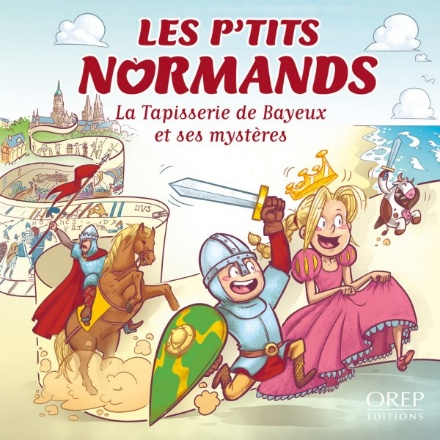 LES P'TITS
NORMANDS
La Tapisserie de Bayeux
et ses mystères
OREP
EDITIONS